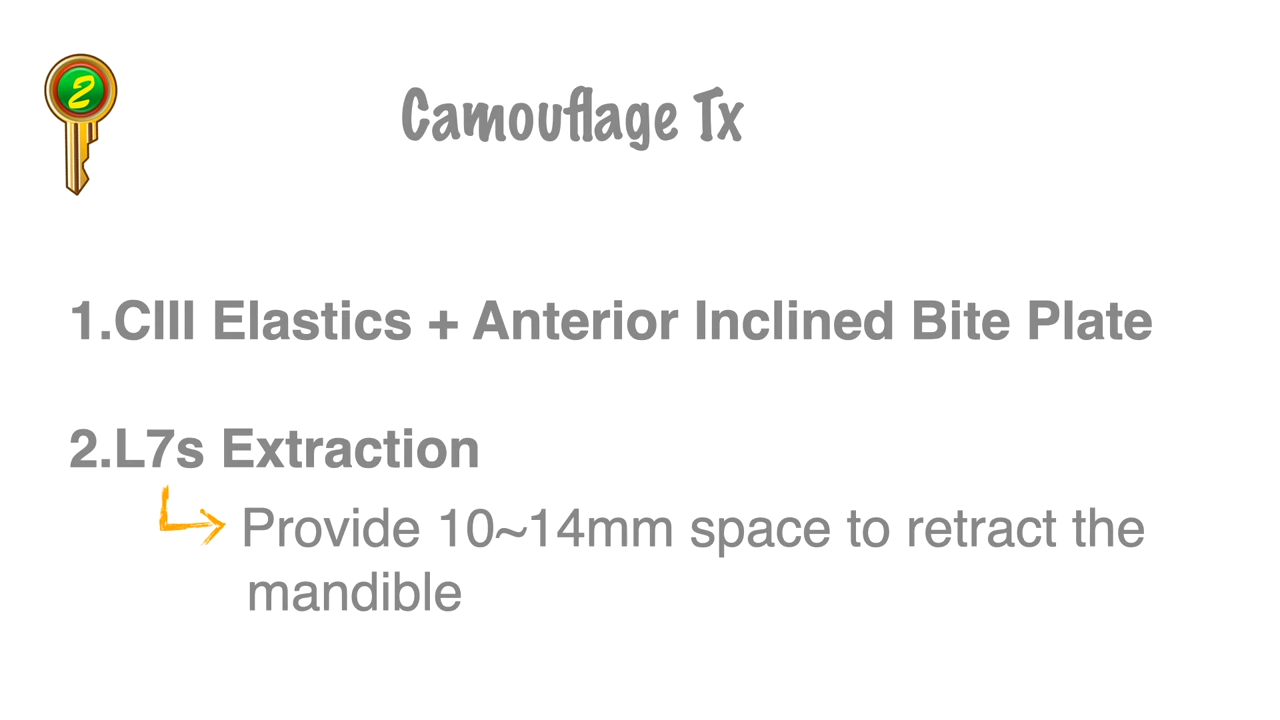 2
Camouflage Tx
1.CIII Elastics + Anterior Inclined Bite Plate
2.L7s Extraction
Provide 10~14mm space to retract the
mandible